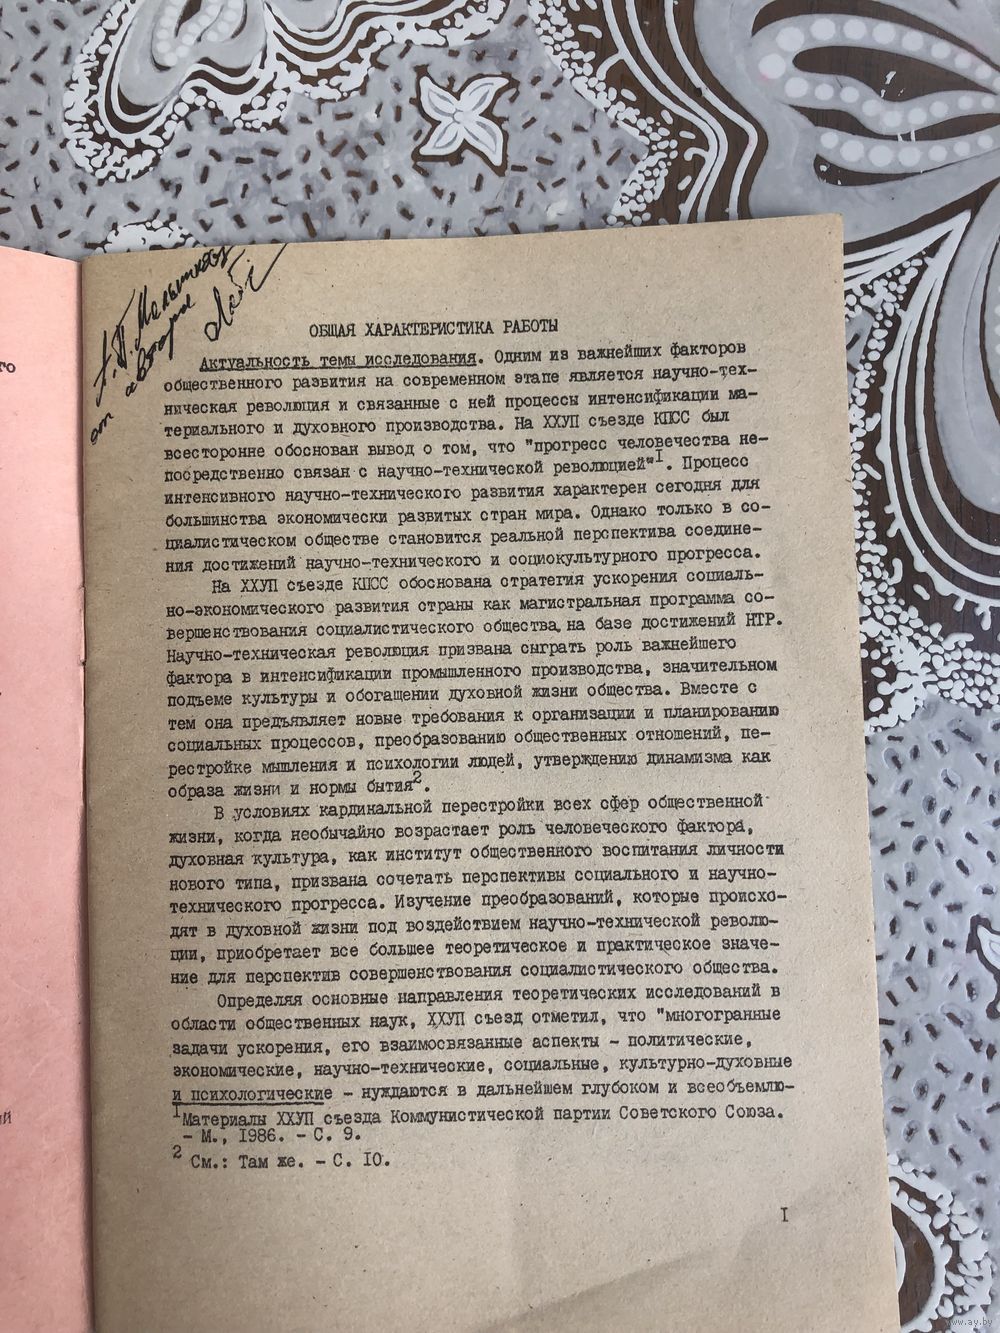 А.П. Малышкову
от автора
ОБЩАЯ ХАРАКТЕРИСТИКА РАБОТЫ
Актуальность темы исследования. Одним из важнейших факторов
общественного развития на современном этапе является научно-тех-
ническая революция и связанные с ней процессы интенсификации ма-
териального и духовного производства. На ХХУП съезде КПСС был
всесторонне обоснован вывод о том, что "прогресс человечества не-
посредственно связан с научно-технической революцией"I. Процесс
интенсивного научно-технического развития характерен сегодня для
большинства экономически развитых стран мира. Однако только в со-
циалистическом обществе становится реальной перспектива соедине-
ния достижений научно-технического и социокультурного прогресса.
На ХХУП съезде КПСС обоснована стратегия ускорения социаль-
но-экономического развития страны как магистральная программа со-
вершенствования социалистического общества на базе достижений НТР.
Научно-техническая революция призвана сыграть роль важнейшего
фактора в интенсификации промышленного производства, значительном
подъеме культуры и обогащении духовной жизни общества. Вместе с
тем она предъявляет новые требования к организации и планированию
социальных процессов, преобразованию общественных отношений, пе-
рестройке мышления и психологии людей, утверждению динамизма как
образа жизни и нормы бытия2.
В условиях кардинальной перестройки всех сфер общественной
жизни, когда необычайно возрастает роль человеческого фактора,
духовная культура, как институт общественного воспитания личности
нового типа, призвана сочетать перспективы социального и научно-
технического прогресса. Изучение преобразований, которые происхо-
дят в духовной жизни под воздействием научно-технической револю-
ции, приобретает все большее теоретическое и практическое значе-
ние для перспектив совершенствования социалистического общества.
Определяя основные направления теоретических исследований в
области общественных наук, ХХУП съезд отметил, что "многогранные
задачи ускорения, его взаимосвязанные аспекты - политические,
экономические, научно-технические, социальные, культурно-духовные
и психологические - нуждаются в дальнейшем глубоком и всеобъемлю-
I Материалы ХХУП съезда Коммунистической партии Советского Союза.
- М., I986. - С. 9.
2 См.: Там же. - С. I0.
I
www.ay.by